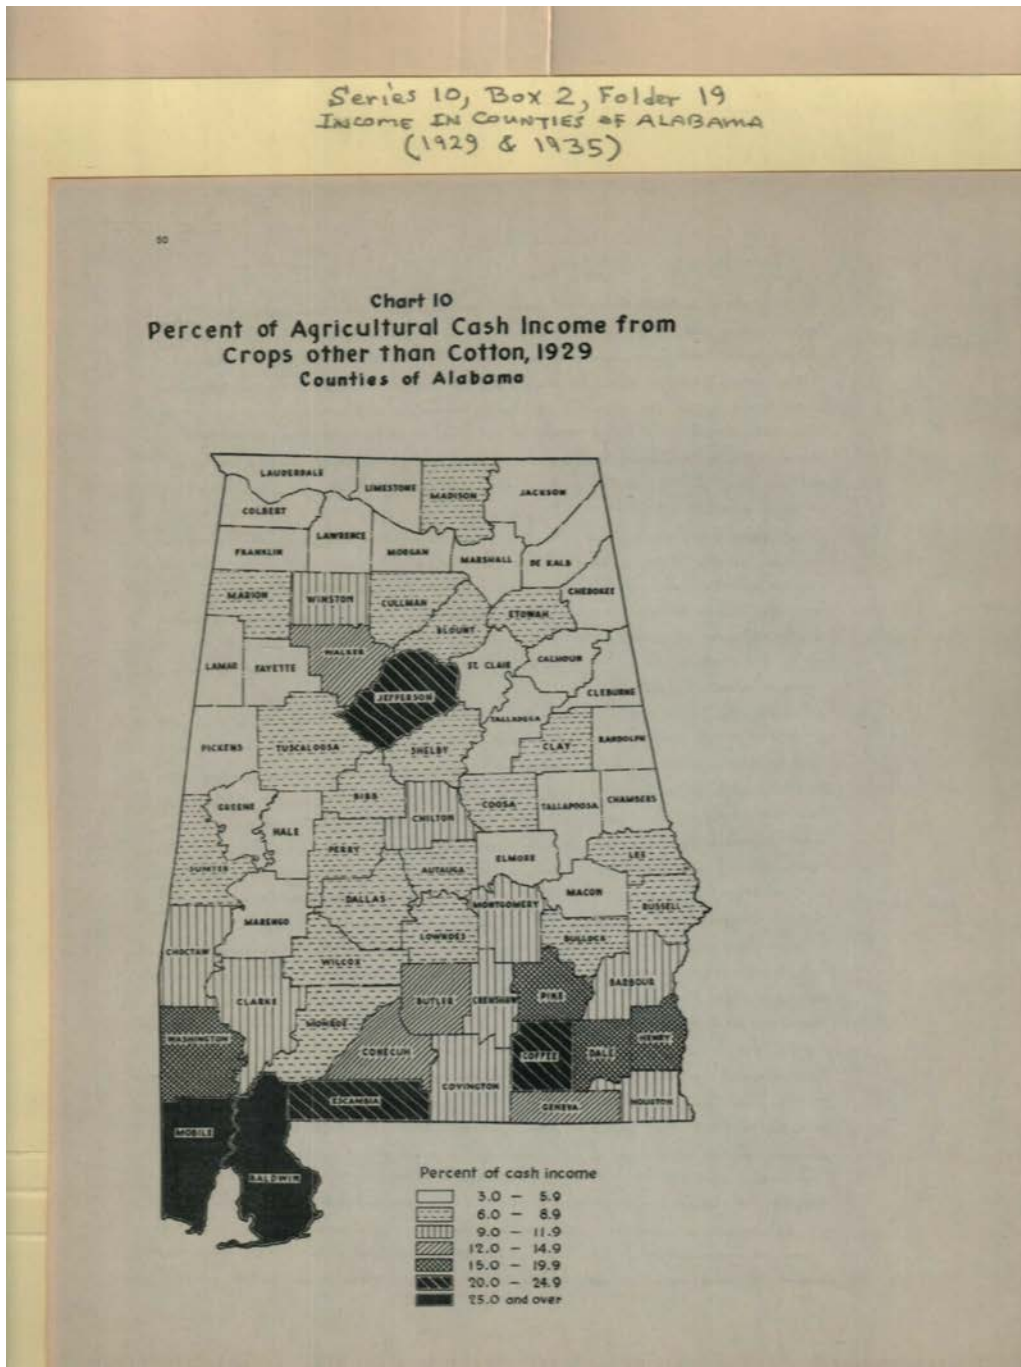 Series 10, Box 2, Folder 19
INCOME IN COUNTIES OF ALABAMA
(1929 & 1935)
50
Chart 10
Percent of Agricultural Cash Income from
Crops other than Cotton, 1929
Counties of Alabama
LAUDERDALE
LIMESTONE
MADISON
JACKSON
COLBERT
LAWRENCE
FRANKLIN
MORGAN
MARSHALL
DE KALB
CHEROKEE
MARION
WINSTON
CULLMAN
BLOUNT
ETOWAH
WALKER
LAMAR
FAYETTE
JEFFERSON
ST. CLAIR
CALHOUN
CLEBURNE
TALLADEGA
PICKENS
TUSCALOOSA
SHELBY
CLAY
RANDOLPH
GREENE
BIBB
COOSA
TALLAPOOSA
CHAMBERS
HALE
CHILTON
PERRY
ELMORE
LEE
SUMTER
AUTAUGA
DALLAS
MACON
MONTGOMERY
RUSSELL
MARENGO
LOWNDES
BULLOCK
CHOCTAW
WILCOX
BARBOUR
CLARKE
BUTLER
CRENSHAW
PIKE
MONROE
WASHINGTON
CONECUH
COFFEE
DALE
HENRY
COVINGTON
ESCAMBIA
GENEVA
HOUSTON
MOBILE
BALDWIN
Percent of cash income
3.0 - 5.9
6.0 - 8.9
9.0 - 11.9
12.0 - 14.9
15.0 - 19.9
20.0 - 24.9
25.0 and over